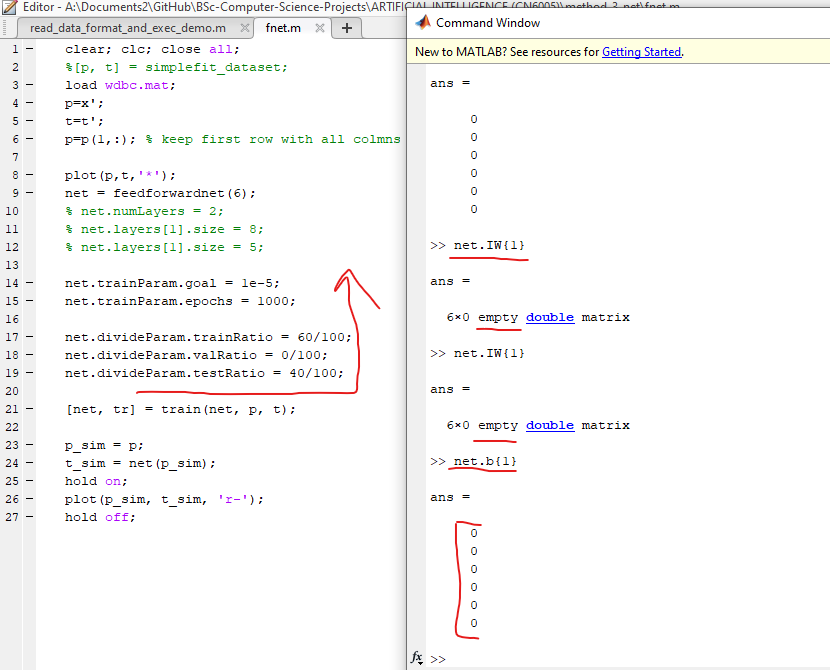 Editor - A:\Documents2\GitHub\BSc-Computer-Science-Projects\ARTIFICIAL INTELLIGENCE (CN6005)\method_3_net\fnet.m
read_data_format_and_exec_demo.m × fnet.m × +
1 – clear; clc; close all;
2 %[p, t] = simplefit_dataset;
3 – load wdbc.mat;
4 – p=x';
5 – t=t';
6 – p=p(1,:); % keep first row with all colmns
7
8 – plot(p,t,'*');
9 – net = feedforwardnet(6);
10 % net.numLayers = 2;
11 % net.layers[1].size = 8;
12 % net.layers[1].size = 5;
13
14 – net.trainParam.goal = 1e-5;
15 – net.trainParam.epochs = 1000;
16
17 – net.divideParam.trainRatio = 60/100;
18 – net.divideParam.valRatio = 0/100;
19 – net.divideParam.testRatio = 40/100;
20
21 – [net, tr] = train(net, p, t);
22
23 – p_sim = p;
24 – t_sim = net(p_sim);
25 – hold on;
26 – plot(p_sim, t_sim, 'r-');
27 – hold off;
Command Window
New to MATLAB? See resources for Getting Started.
ans =
0
0
0
0
0
0
>> net.IW{1}
ans =
6×0 empty double matrix
>> net.IW{1}
ans =
6×0 empty double matrix
>> net.b{1}
ans =
0
0
0
0
0
0
fx >>